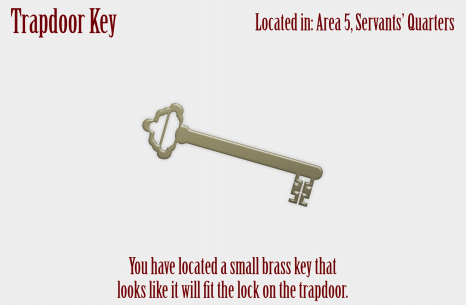 Trapdoor Key
Located in: Area 5, Servants’ Quarters
You have located a small brass key that
looks like it will fit the lock on the trapdoor.